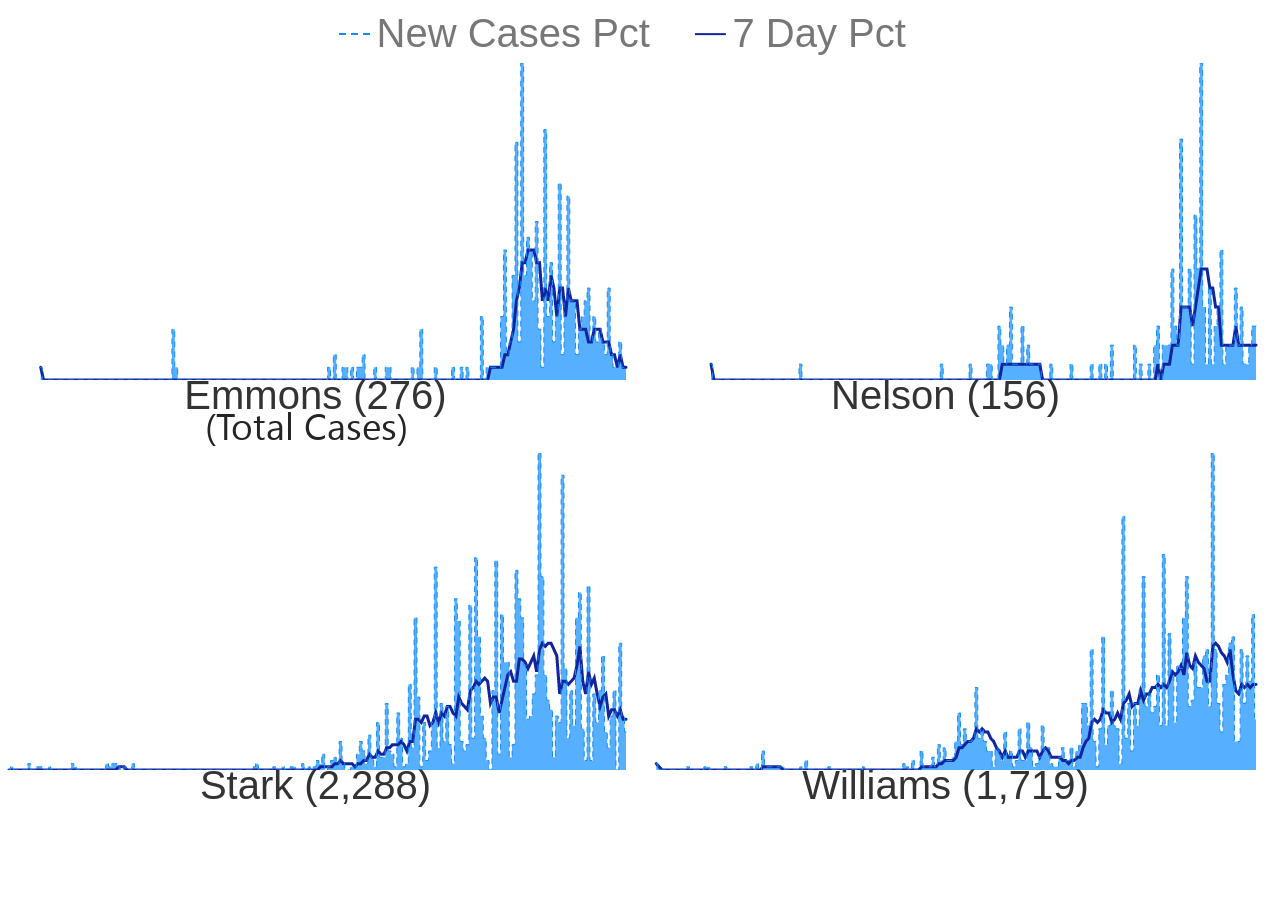 New Cases Pct 7 Day Pct
Emmons (276) Nelson (156)
(Total Cases)
Stark (2,288) Williams (1,719)